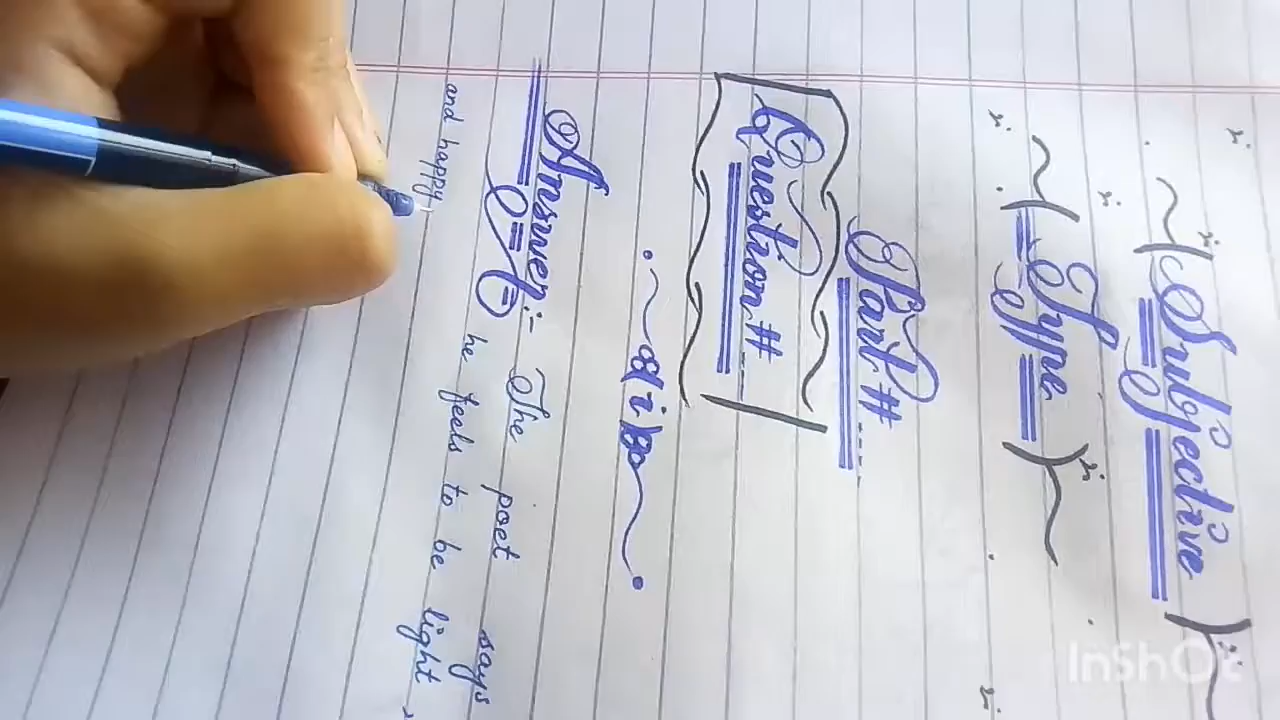 Subjective
Type
Part # ....
Question # ....
(i)
Answer:- The poet says
he feels to be light
and happy
InShOt